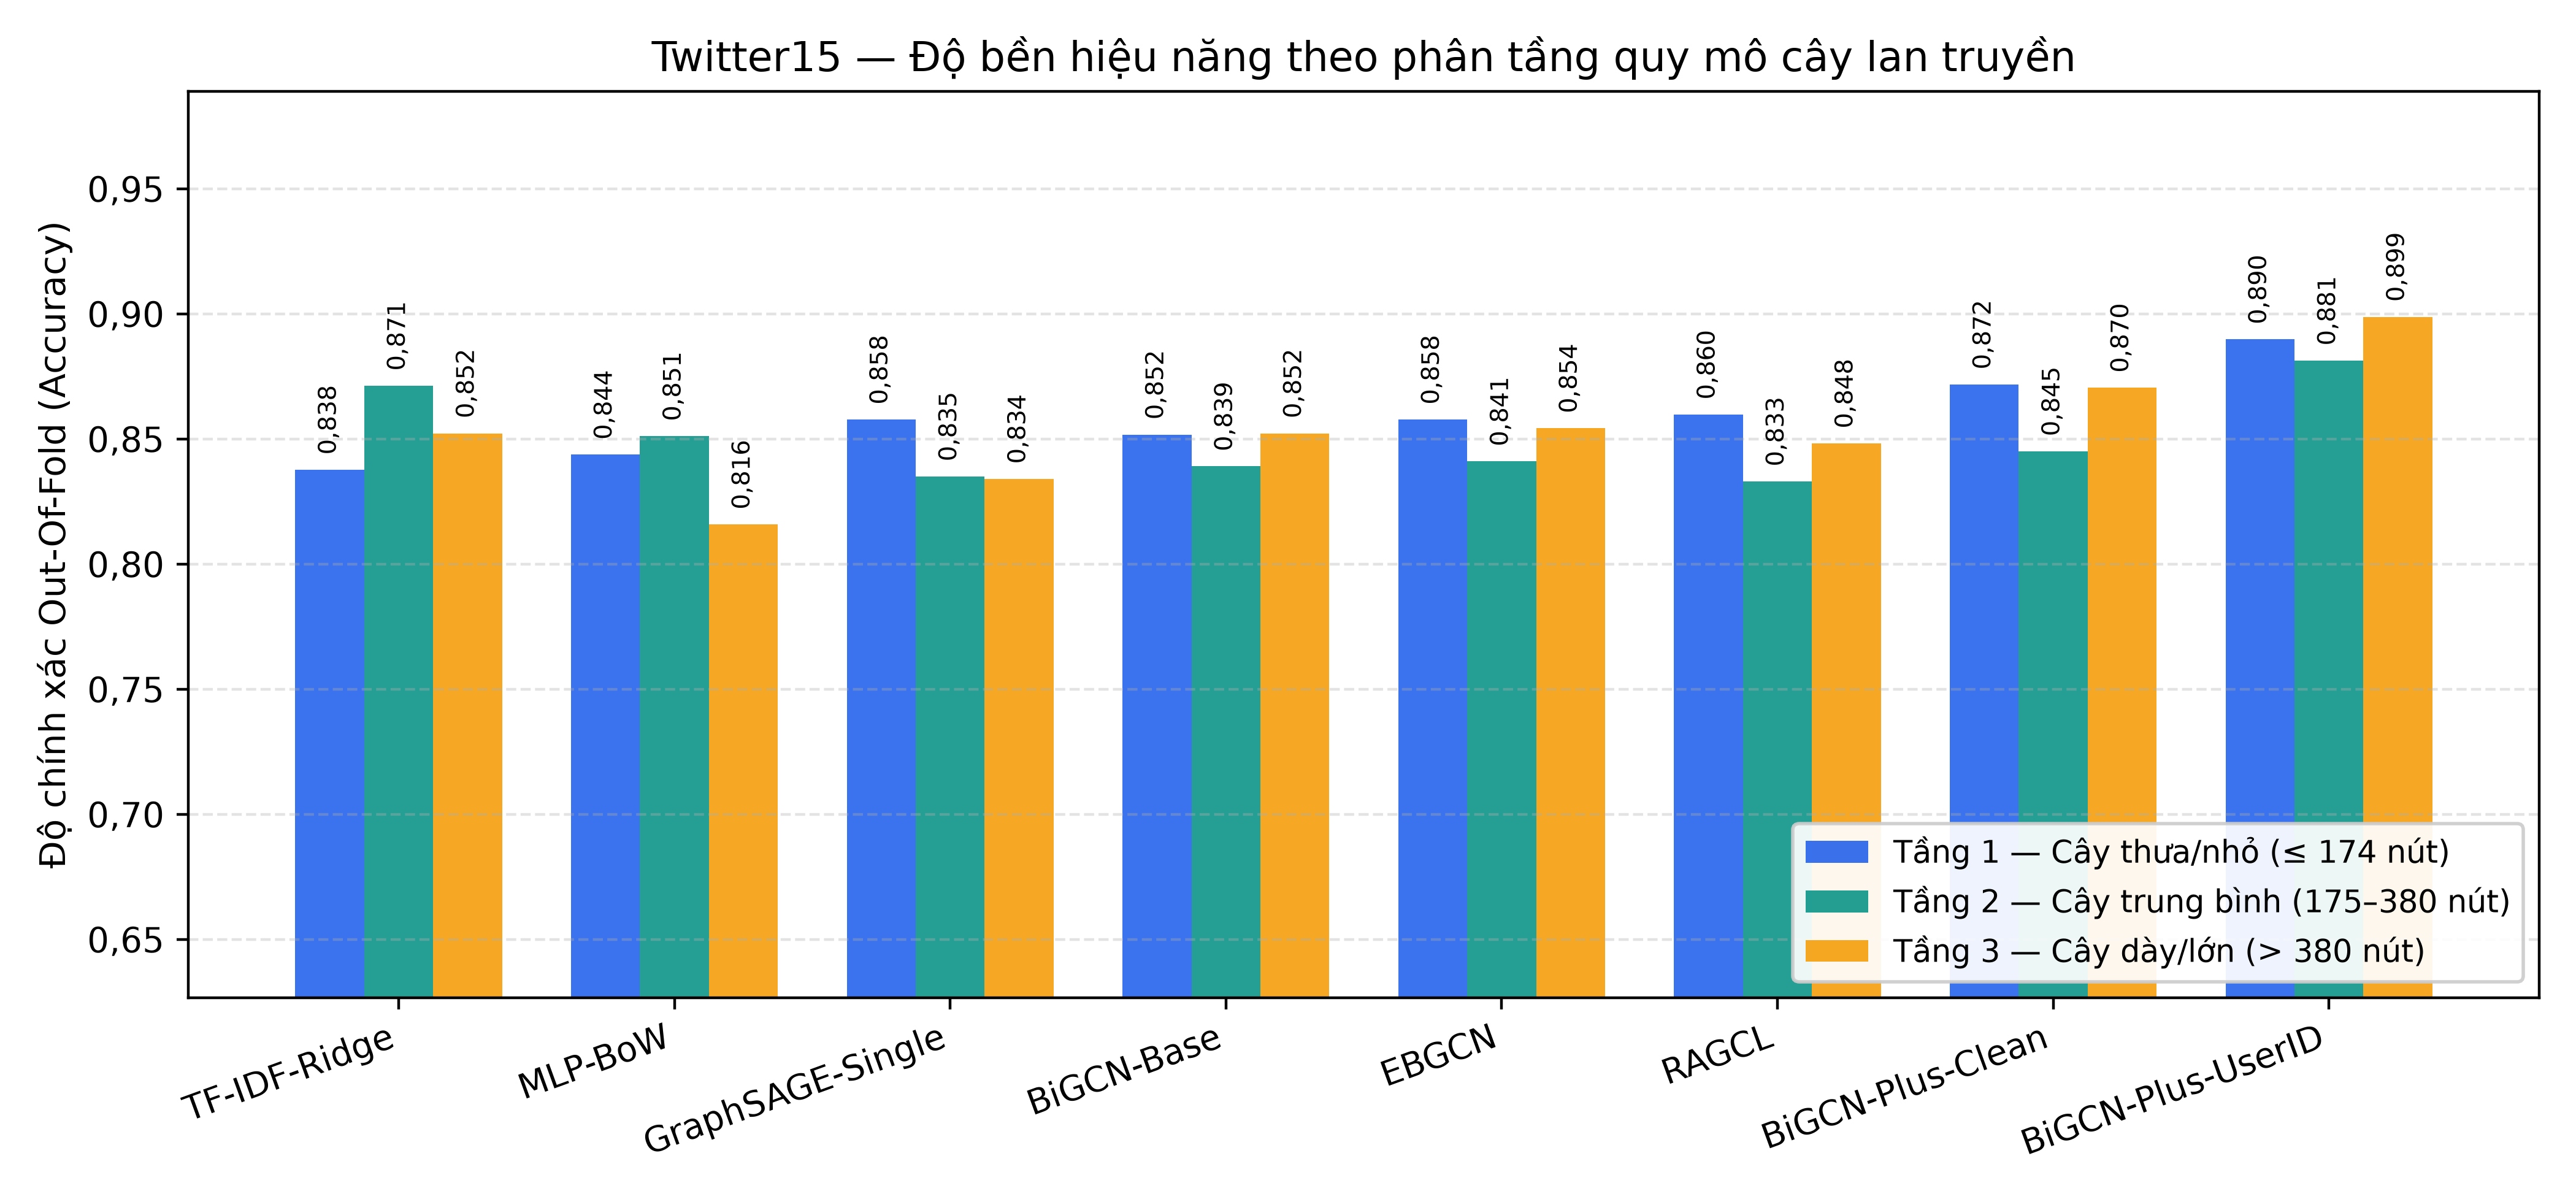 Twitter15 — Độ bền hiệu năng theo phân tầng quy mô cây lan truyền
Độ chính xác Out-Of-Fold (Accuracy)
0,95
0,90
0,85
0,80
0,75
0,70
0,65
0,838
0,871
0,852
0,844
0,851
0,816
0,858
0,835
0,834
0,852
0,839
0,852
0,858
0,841
0,854
0,860
0,833
0,848
0,872
0,845
0,870
0,890
0,881
0,899
Tầng 1 — Cây thưa/nhỏ (≤ 174 nút)
Tầng 2 — Cây trung bình (175–380 nút)
Tầng 3 — Cây dày/lớn (> 380 nút)
TF-IDF-Ridge
MLP-BoW
GraphSAGE-Single
BiGCN-Base
EBGCN
RAGCL
BiGCN-Plus-Clean
BiGCN-Plus-UserID